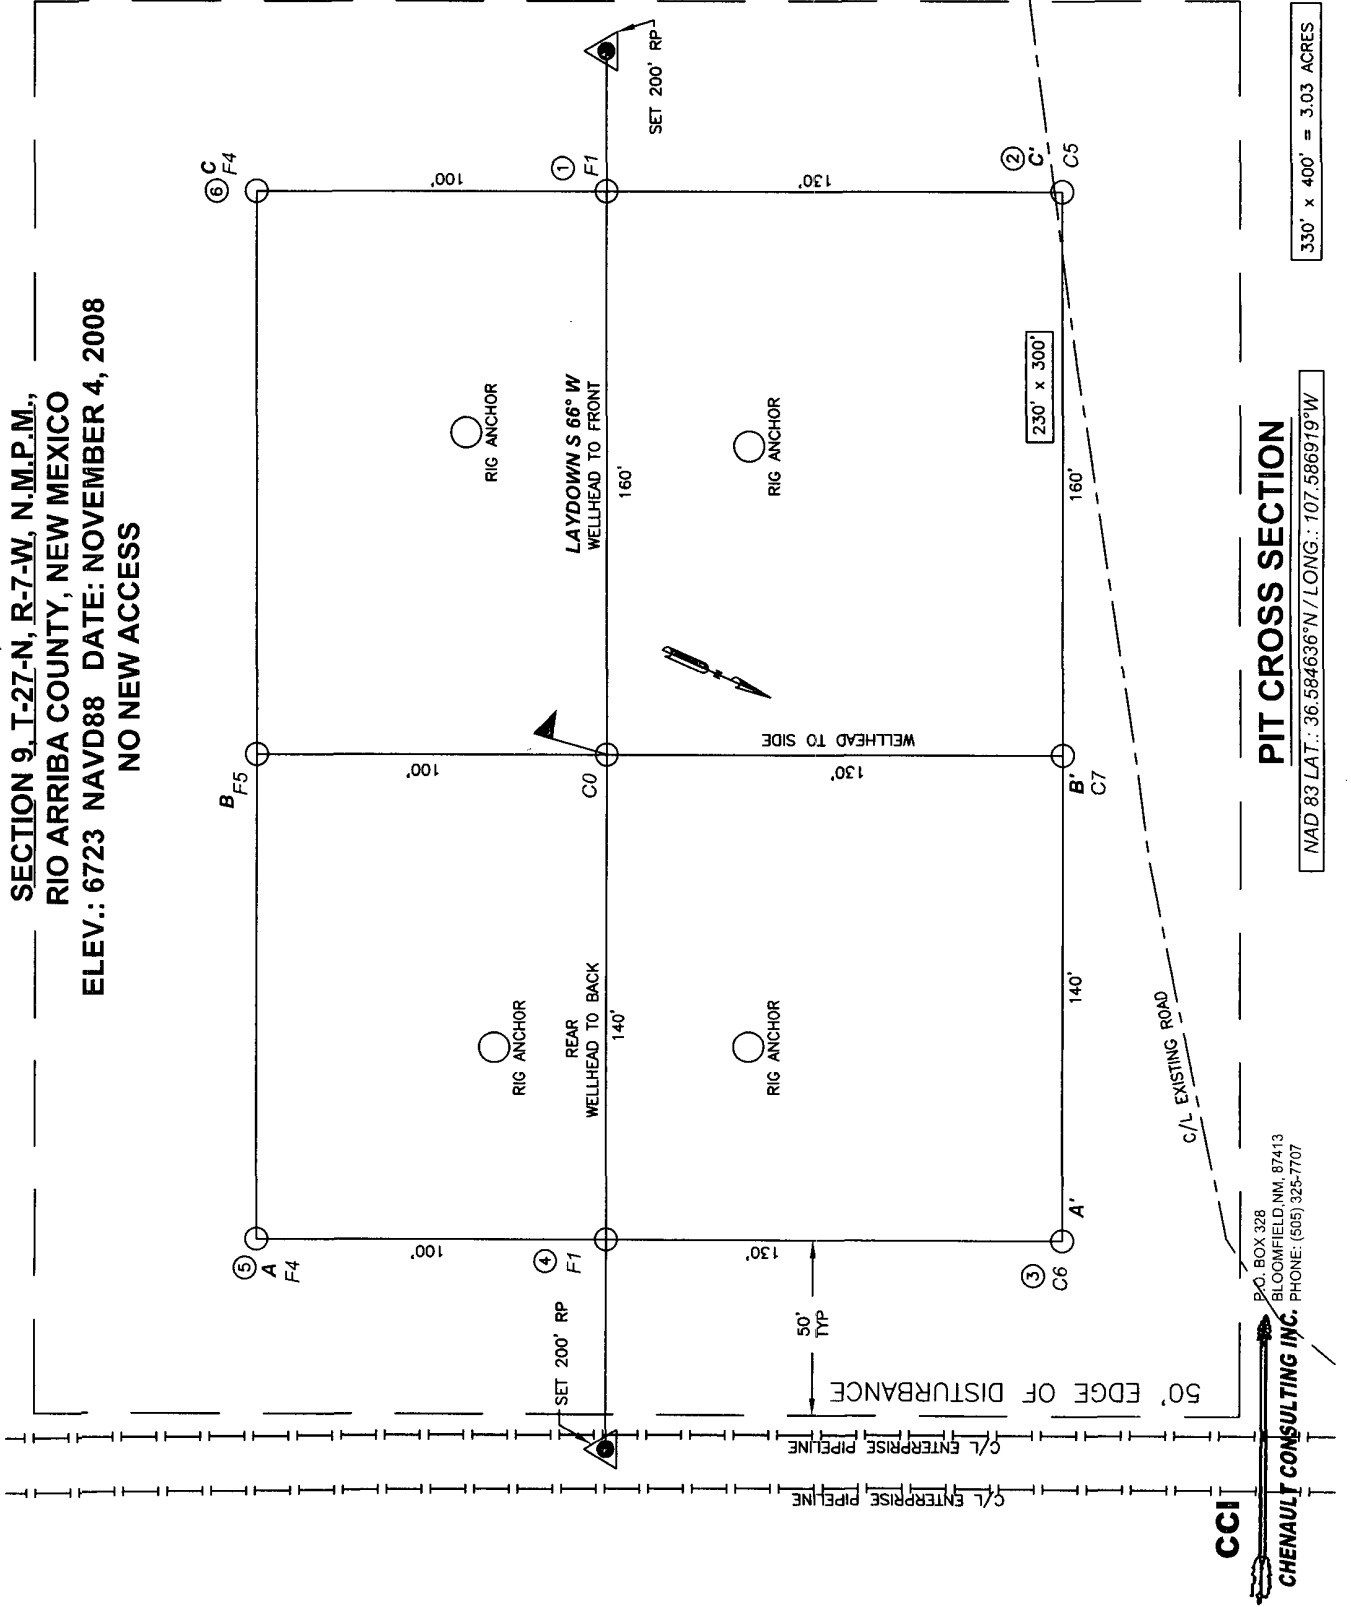 SECTION 9, T-27-N, R-7-W, N.M.P.M.,
RIO ARRIBA COUNTY, NEW MEXICO
ELEV.: 6723 NAVD88 DATE: NOVEMBER 4, 2008
NO NEW ACCESS
SET 200' RP
6
C
F4
100'
1
F1
130'
2
C'
C5
RIG ANCHOR
LAYDOWN S 66° W
WELLHEAD TO FRONT
160'
RIG ANCHOR
230' x 300'
160'
B
F5
100'
C0
WELLHEAD TO SIDE
130'
B'
C7
N
RIG ANCHOR
REAR
WELLHEAD TO BACK
140'
RIG ANCHOR
140'
C/L EXISTING ROAD
5
A
F4
100'
4
F1
130'
A'
3
C6
SET 200' RP
50'
TYP
50' EDGE OF DISTURBANCE
C/L ENTERPRISE PIPELINE
C/L ENTERPRISE PIPELINE
PIT CROSS SECTION
NAD 83 LAT.: 36.584636°N / LONG.: 107.586919°W
330' x 400' = 3.03 ACRES
CCI
CHENAULT CONSULTING INC.
P.O. BOX 328
BLOOMFIELD,NM, 87413
PHONE: (505) 325-7707